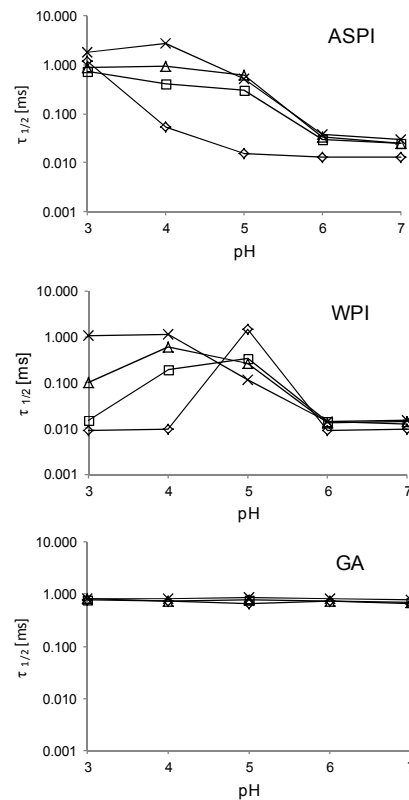 ASPI
10.000
1.000
0.100
0.010
0.001
τ 1/2 [ms]
3 4 5 6 7
pH
WPI
10.000
1.000
0.100
0.010
0.001
τ 1/2 [ms]
3 4 5 6 7
pH
GA
10.000
1.000
0.100
0.010
0.001
τ 1/2 [ms]
3 4 5 6 7
pH